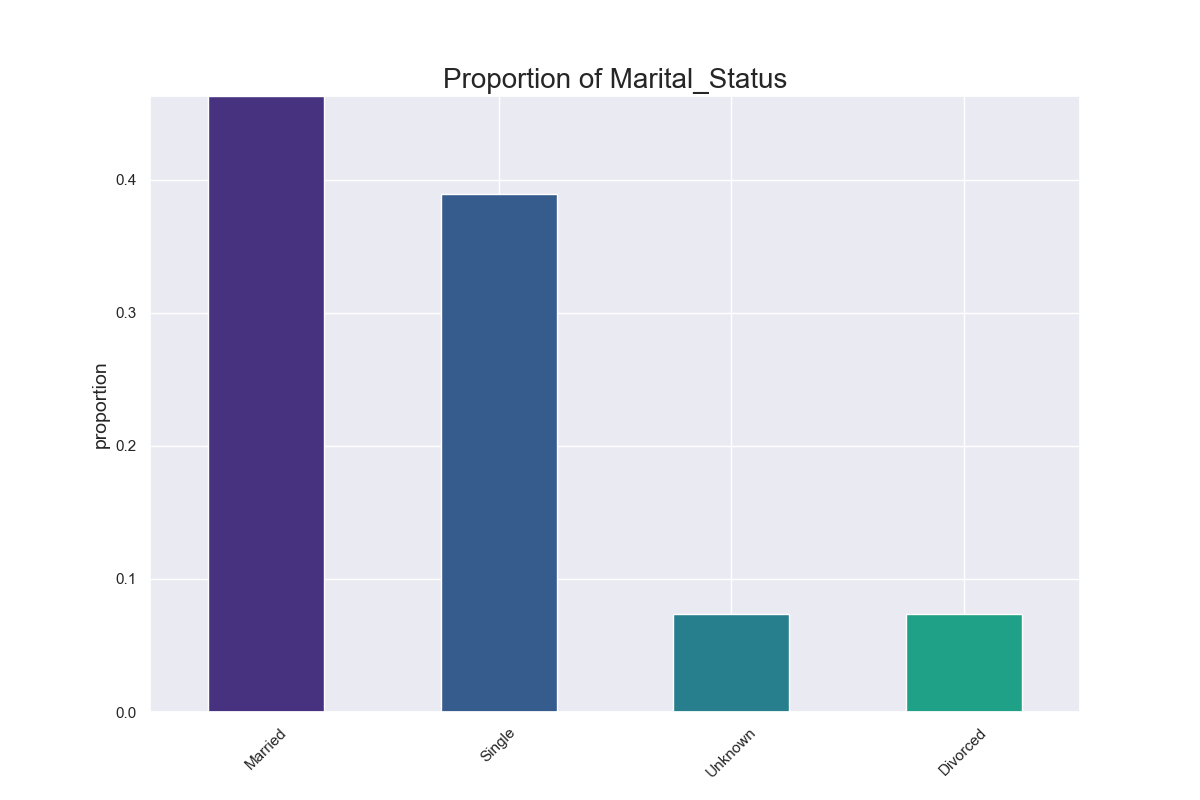 Proportion of Marital_Status
proportion
0.4
0.3
0.2
0.1
0.0
Married
Single
Unknown
Divorced